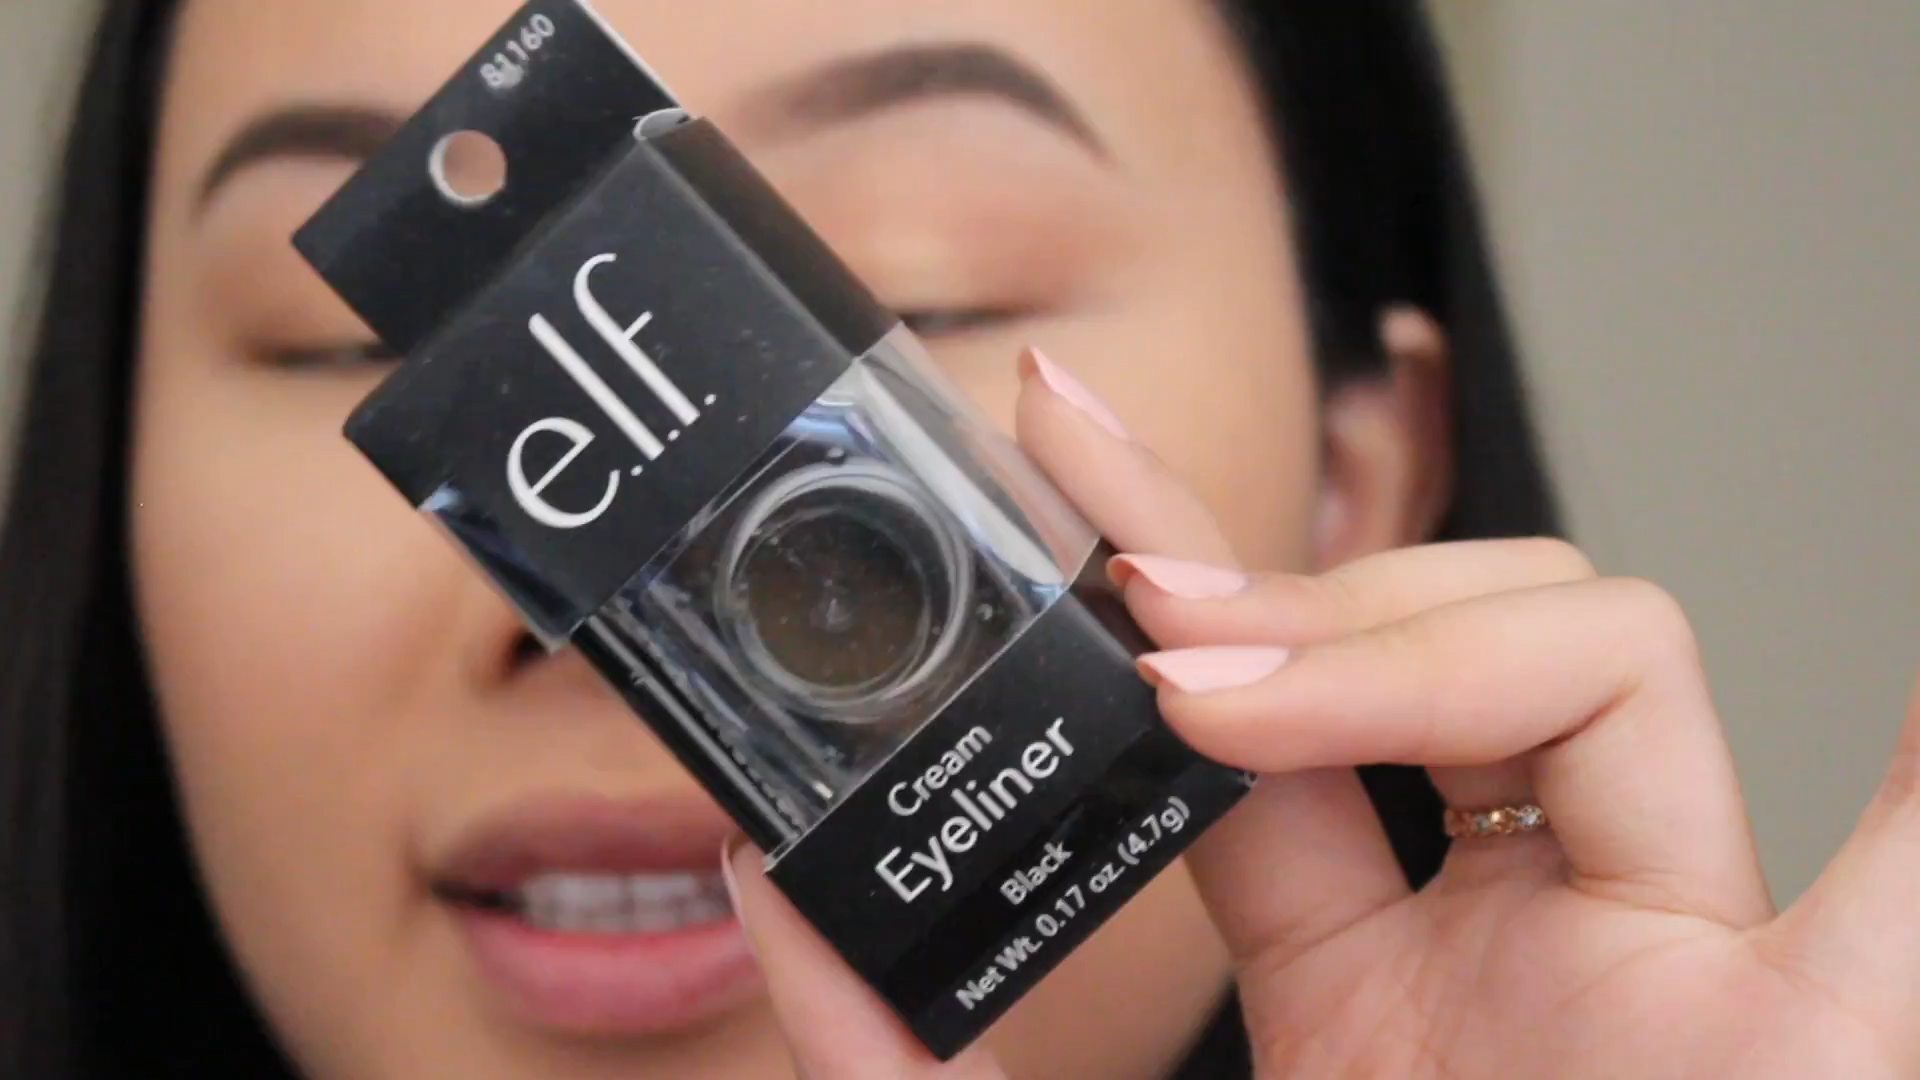 81160
e.l.f.
Cream
Eyeliner
Black
Net Wt. 0.17 oz. (4.7g)